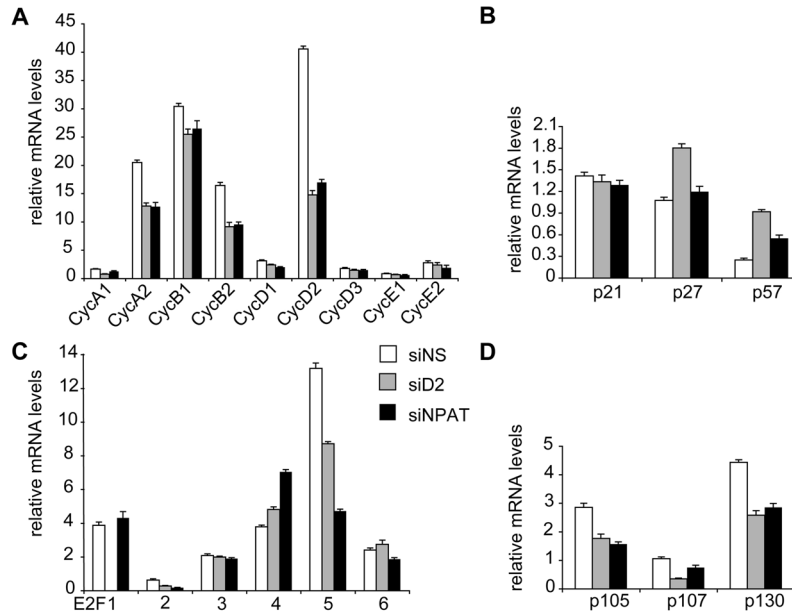 A
relative mRNA levels
45
40
35
30
25
20
15
10
5
0
CycA1
CycA2
CycB1
CycB2
CycD1
CycD2
CycD3
CycE1
CycE2
B
relative mRNA levels
2.1
1.8
1.5
1.2
0.9
0.6
0.3
0
p21
p27
p57
C
relative mRNA levels
14
12
10
8
6
4
2
0
E2F1
2
3
4
5
6
siNS
siD2
siNPAT
D
relative mRNA levels
5
4
3
2
1
0
p105
p107
p130